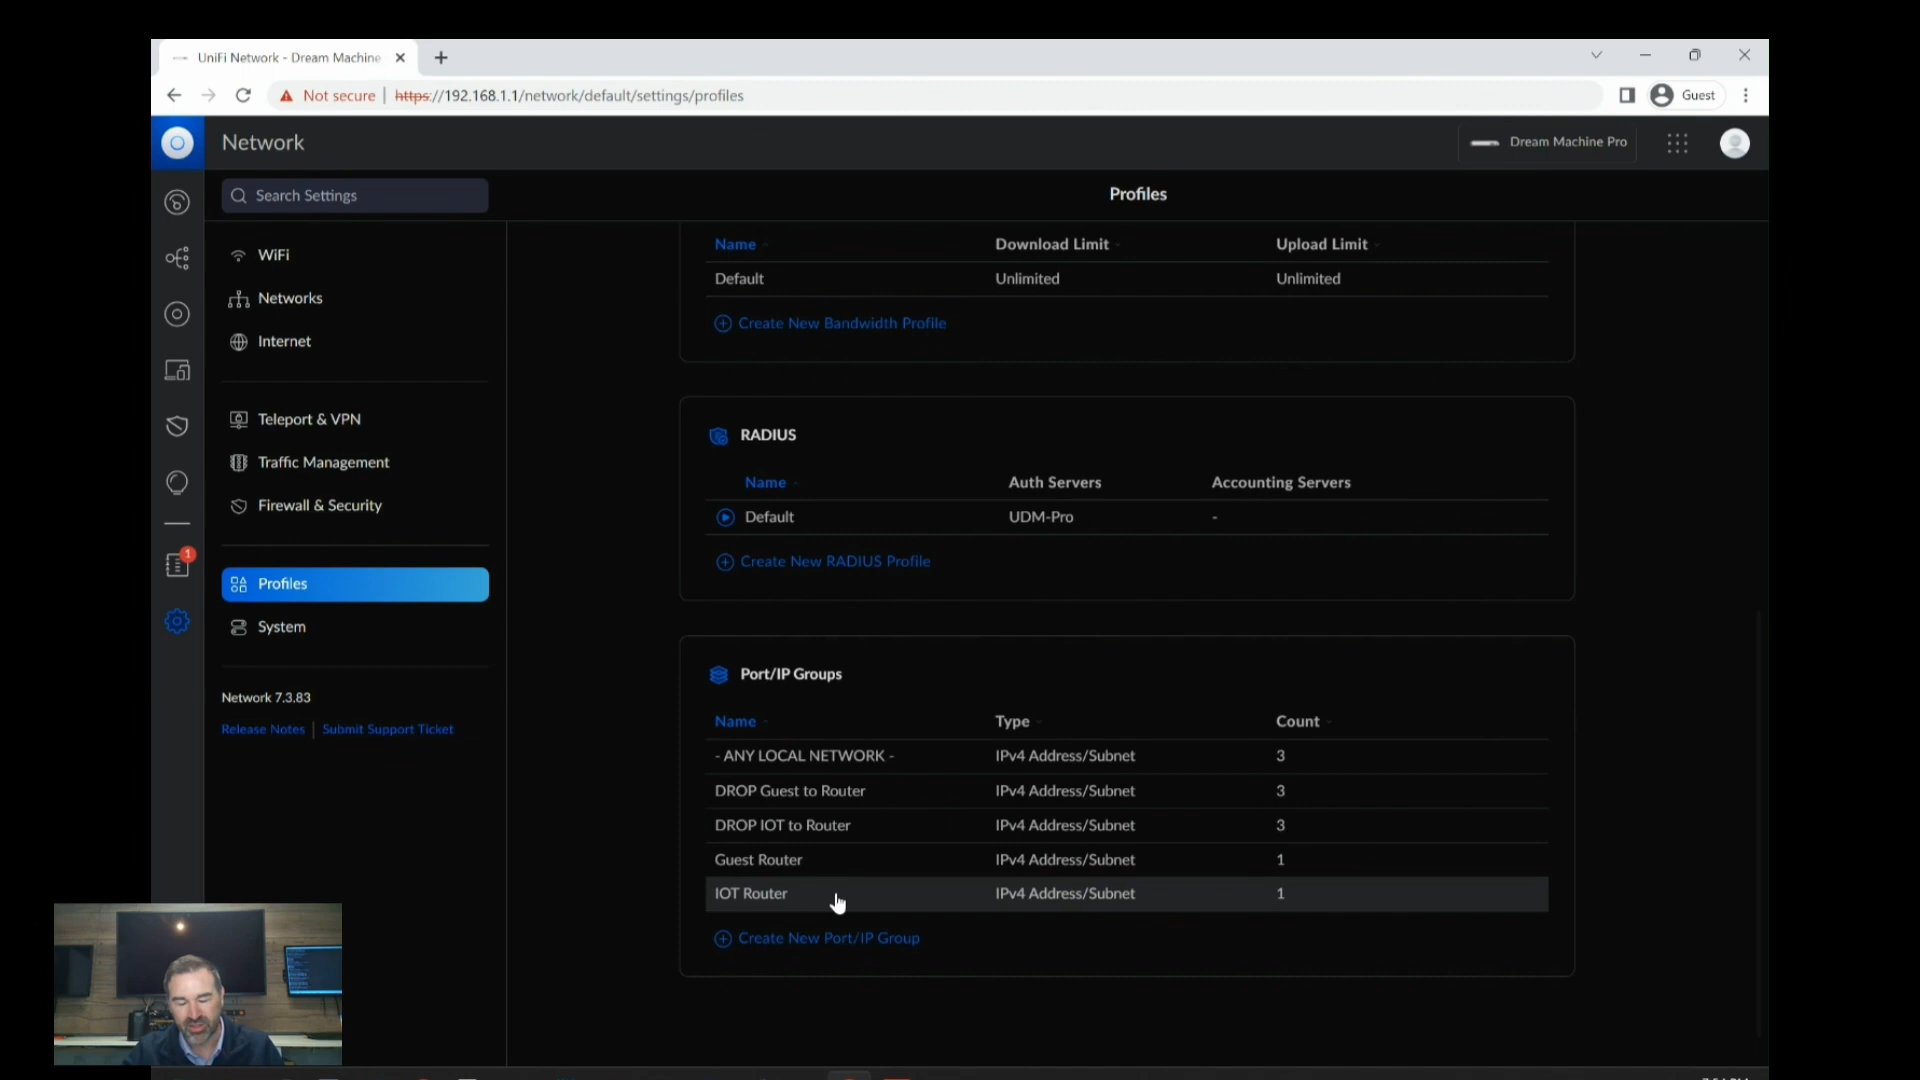 UniFi Network - Dream Machine
Not secure | https://192.168.1.1/network/default/settings/profiles
Guest
Network
Dream Machine Pro
Search Settings
Profiles
WiFi
Networks
Internet
Teleport & VPN
Traffic Management
Firewall & Security
1
Profiles
System
Network 7.3.83
Release Notes | Submit Support Ticket
Name Download Limit Upload Limit
Default Unlimited Unlimited
Create New Bandwidth Profile
RADIUS
Name Auth Servers Accounting Servers
Default UDM-Pro -
Create New RADIUS Profile
Port/IP Groups
Name Type Count
- ANY LOCAL NETWORK - IPv4 Address/Subnet 3
DROP Guest to Router IPv4 Address/Subnet 3
DROP IOT to Router IPv4 Address/Subnet 3
Guest Router IPv4 Address/Subnet 1
IOT Router IPv4 Address/Subnet 1
Create New Port/IP Group